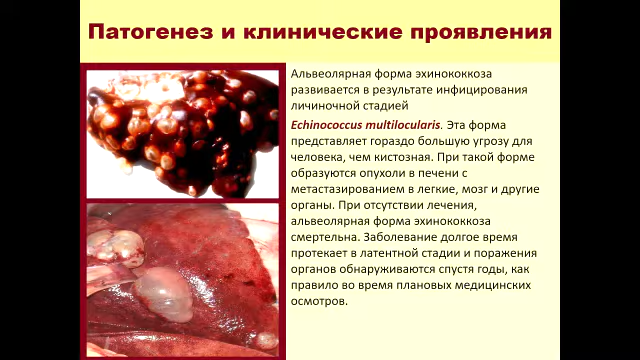 Патогенез и клинические проявления
Альвеолярная форма эхинококкоза
развивается в результате инфицирования
личиночной стадией
Echinococcus multilocularis. Эта форма
представляет гораздо большую угрозу для
человека, чем кистозная. При такой форме
образуются опухоли в печени с
метастазированием в легкие, мозг и другие
органы. При отсутствии лечения,
альвеолярная форма эхинококкоза
смертельна. Заболевание долгое время
протекает в латентной стадии и поражения
органов обнаруживаются спустя годы, как
правило во время плановых медицинских
осмотров.